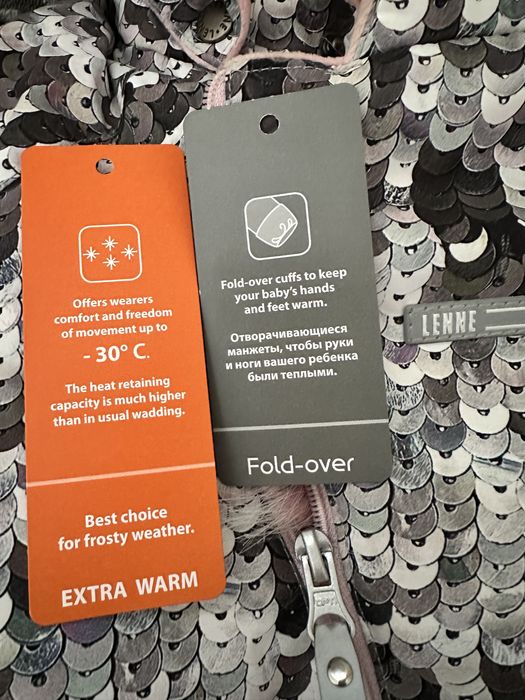 Offers wearers
comfort and freedom
of movement up to
- 30° C.
The heat retaining
capacity is much higher
than in usual wadding.
Best choice
for frosty weather.
EXTRA WARM
Fold-over cuffs to keep
your baby's hands
and feet warm.
Отворачивающиеся
манжеты, чтобы руки
и ноги вашего ребенка
были теплыми.
Fold-over
LENNE